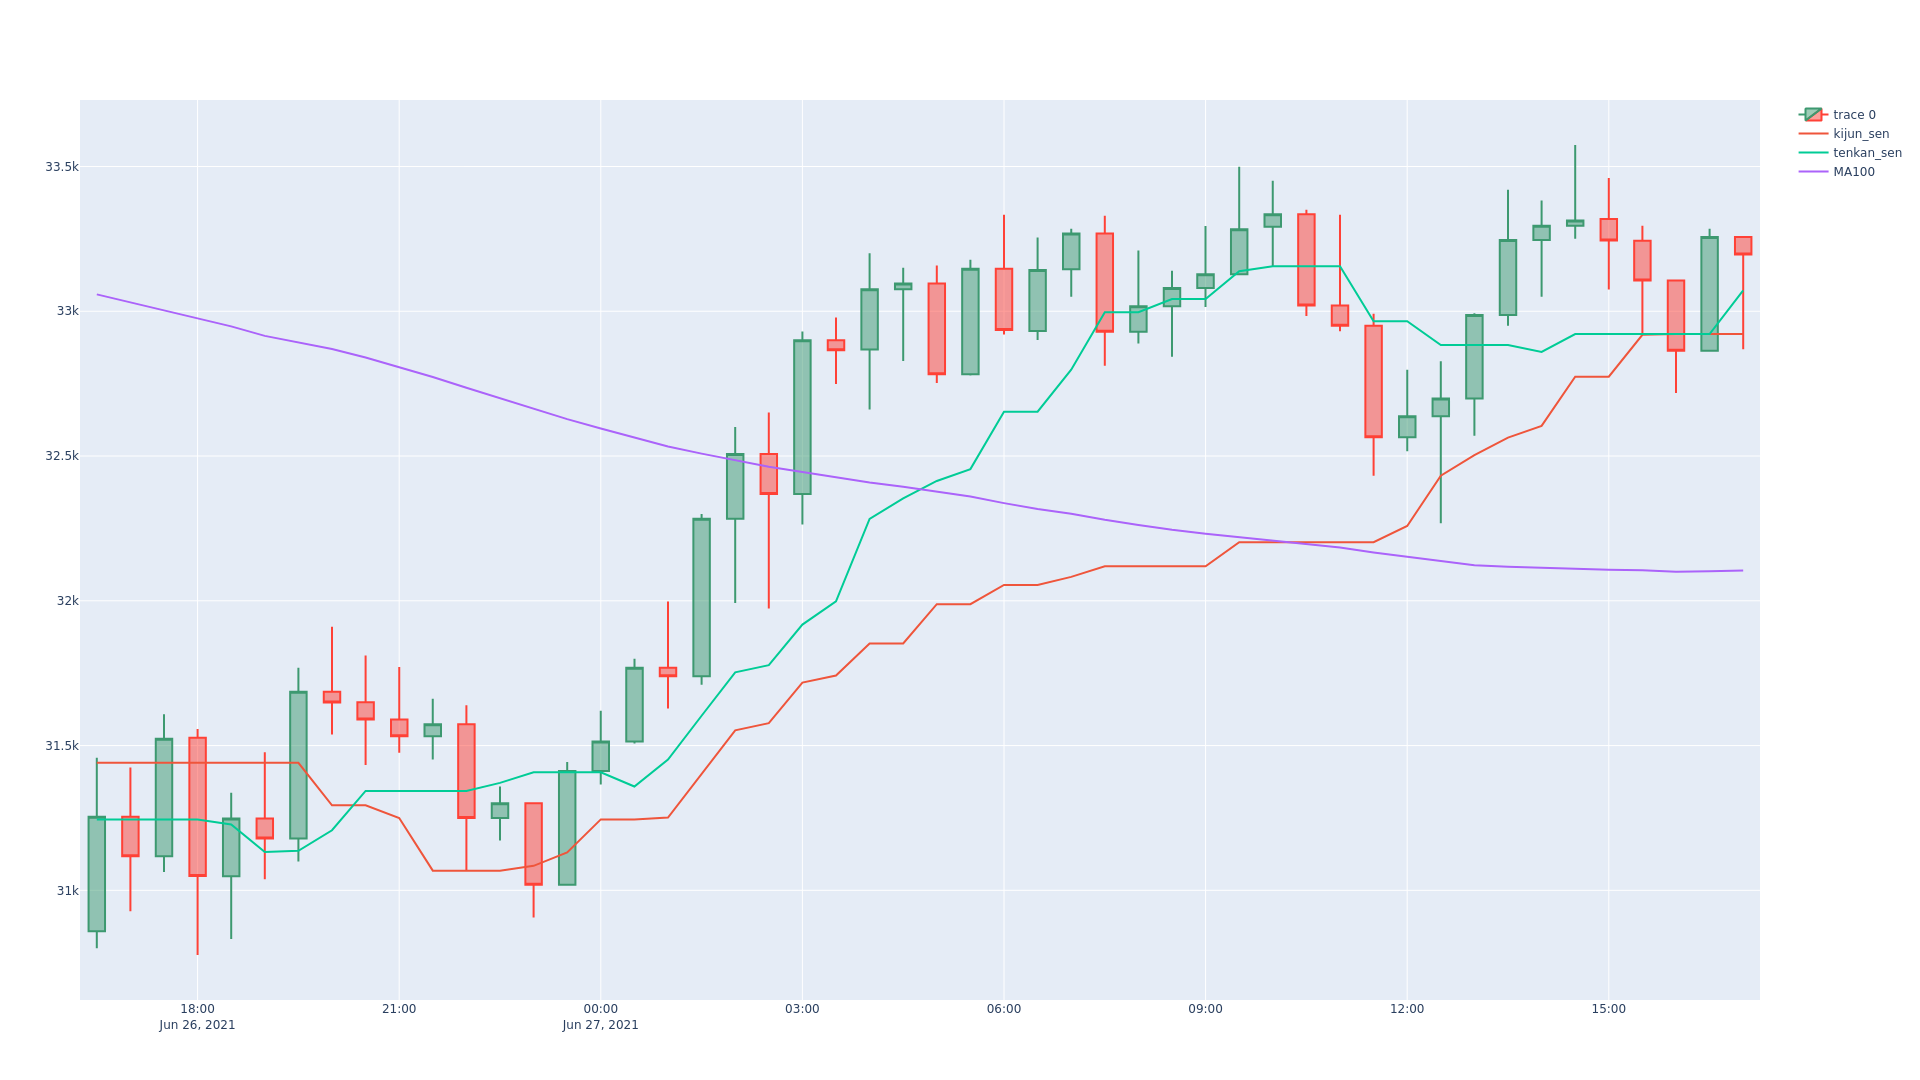 trace 0
kijun_sen
tenkan_sen
MA100
33.5k
33k
32.5k
32k
31.5k
31k
18:00 21:00 00:00 03:00 06:00 09:00 12:00 15:00
Jun 26, 2021 Jun 27, 2021